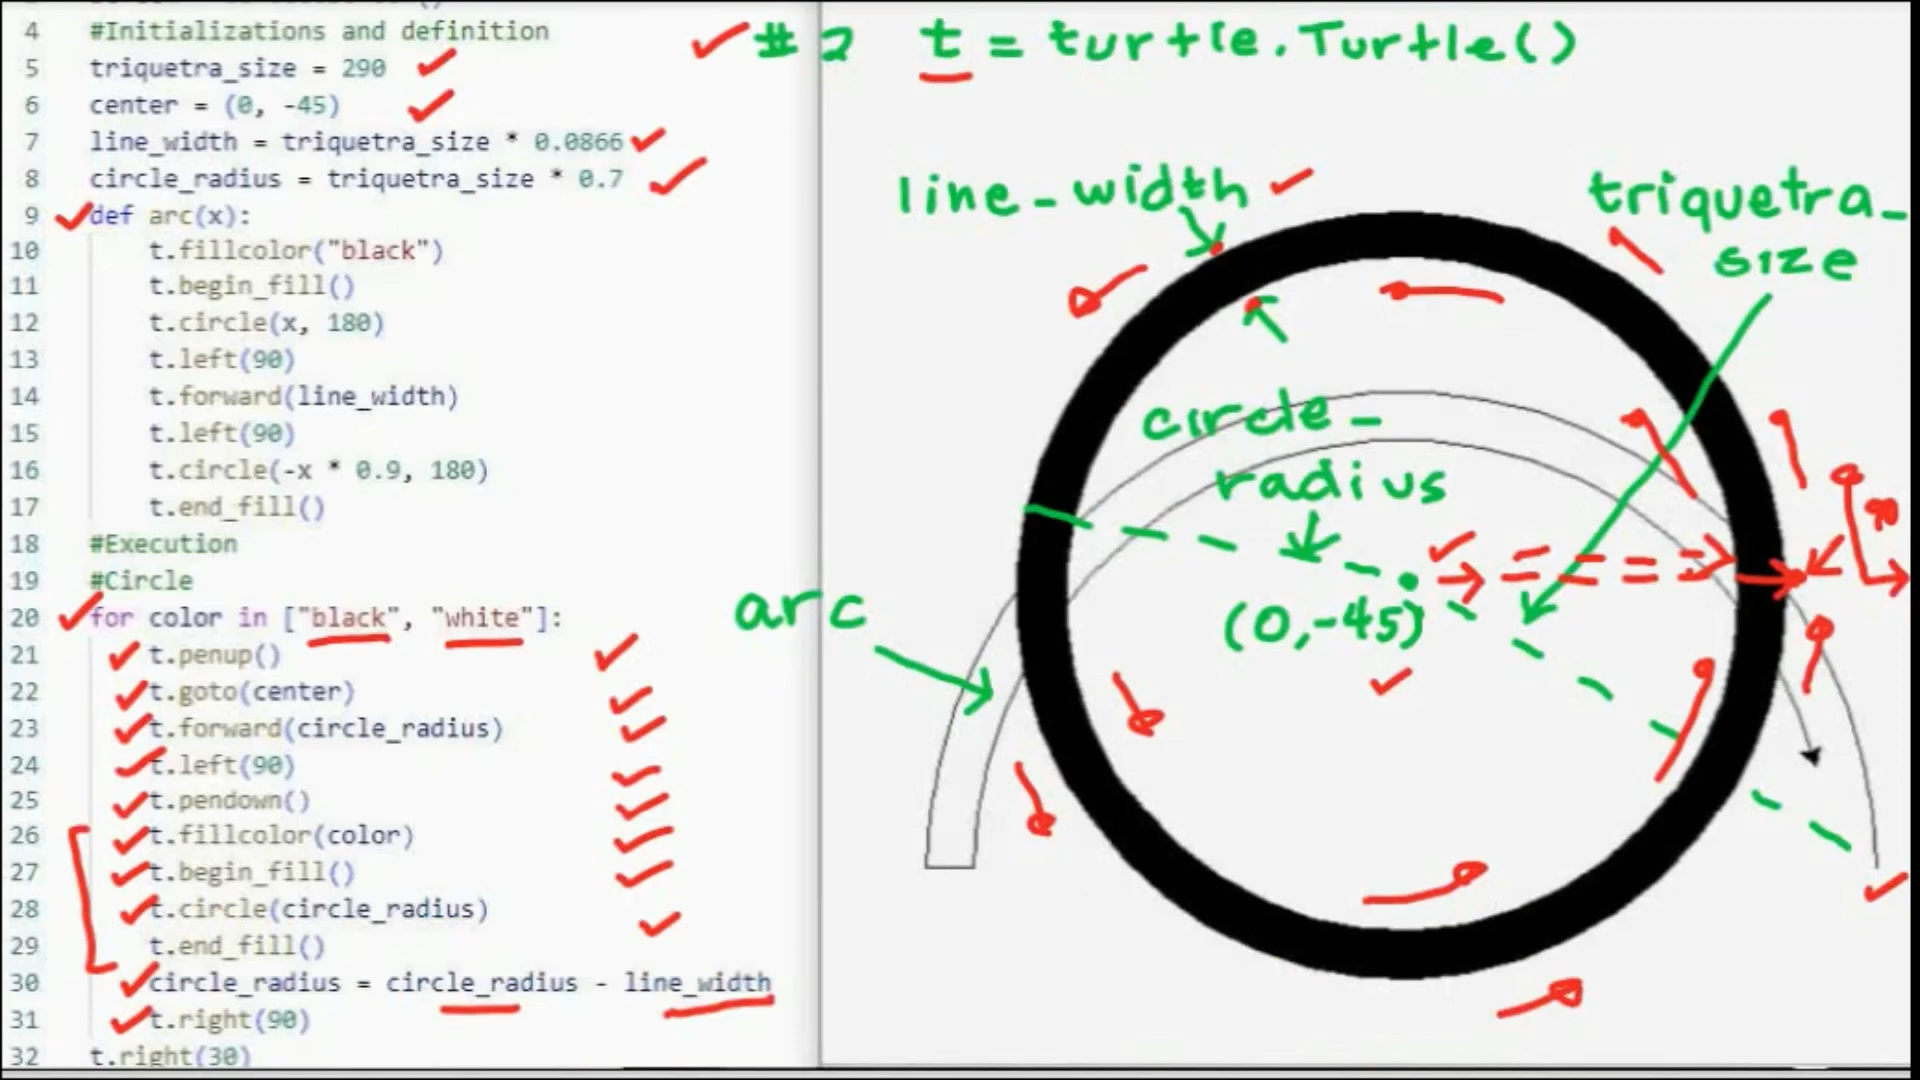 4 #Initializations and definition
5 triquetra_size = 290
6 center = (0, -45)
7 line_width = triquetra_size * 0.0866
8 circle_radius = triquetra_size * 0.7
9 def arc(x):
10 t.fillcolor("black")
11 t.begin_fill()
12 t.circle(x, 180)
13 t.left(90)
14 t.forward(line_width)
15 t.left(90)
16 t.circle(-x * 0.9, 180)
17 t.end_fill()
18 #Execution
19 #Circle
20 for color in ["black", "white"]:
21 t.penup()
22 t.goto(center)
23 t.forward(circle_radius)
24 t.left(90)
25 t.pendown()
26 t.fillcolor(color)
27 t.begin_fill()
28 t.circle(circle_radius)
29 t.end_fill()
30 circle_radius = circle_radius - line_width
31 t.right(90)
32 t.right(30)
#2 t = turtle.Turtle()
line_width
triquetra_
size
circle_
radius
90
arc
(0,-45)